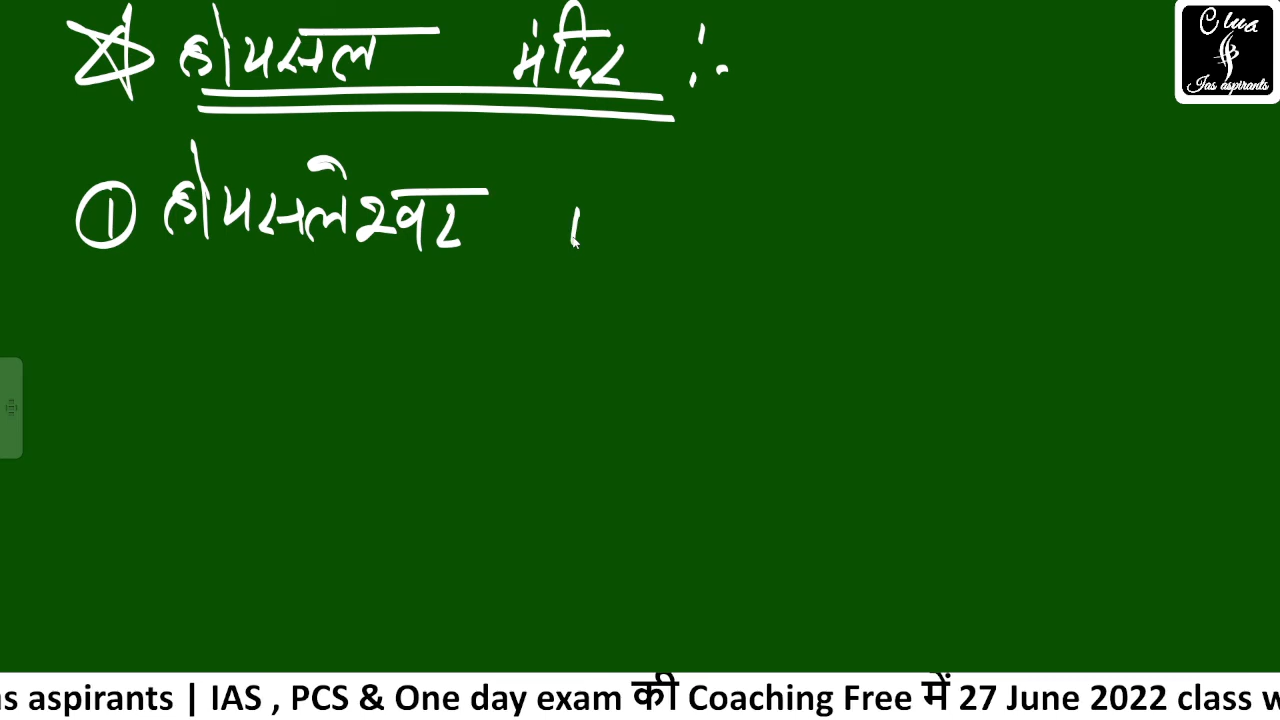 होयसल मंदिर :-
Clue
Ias aspirants
① होयसलेश्वर
as aspirants | IAS , PCS & One day exam की Coaching Free में 27 June 2022 class w